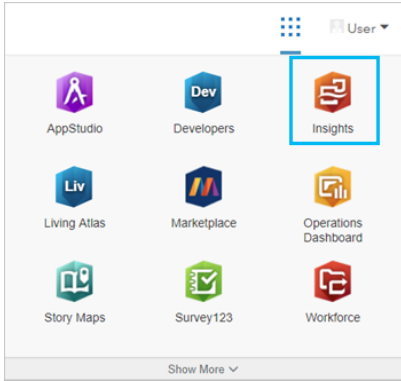 User
Dev
AppStudio
Developers
Insights
Liv
Living Atlas
Marketplace
Operations
Dashboard
Story Maps
Survey123
Workforce
Show More